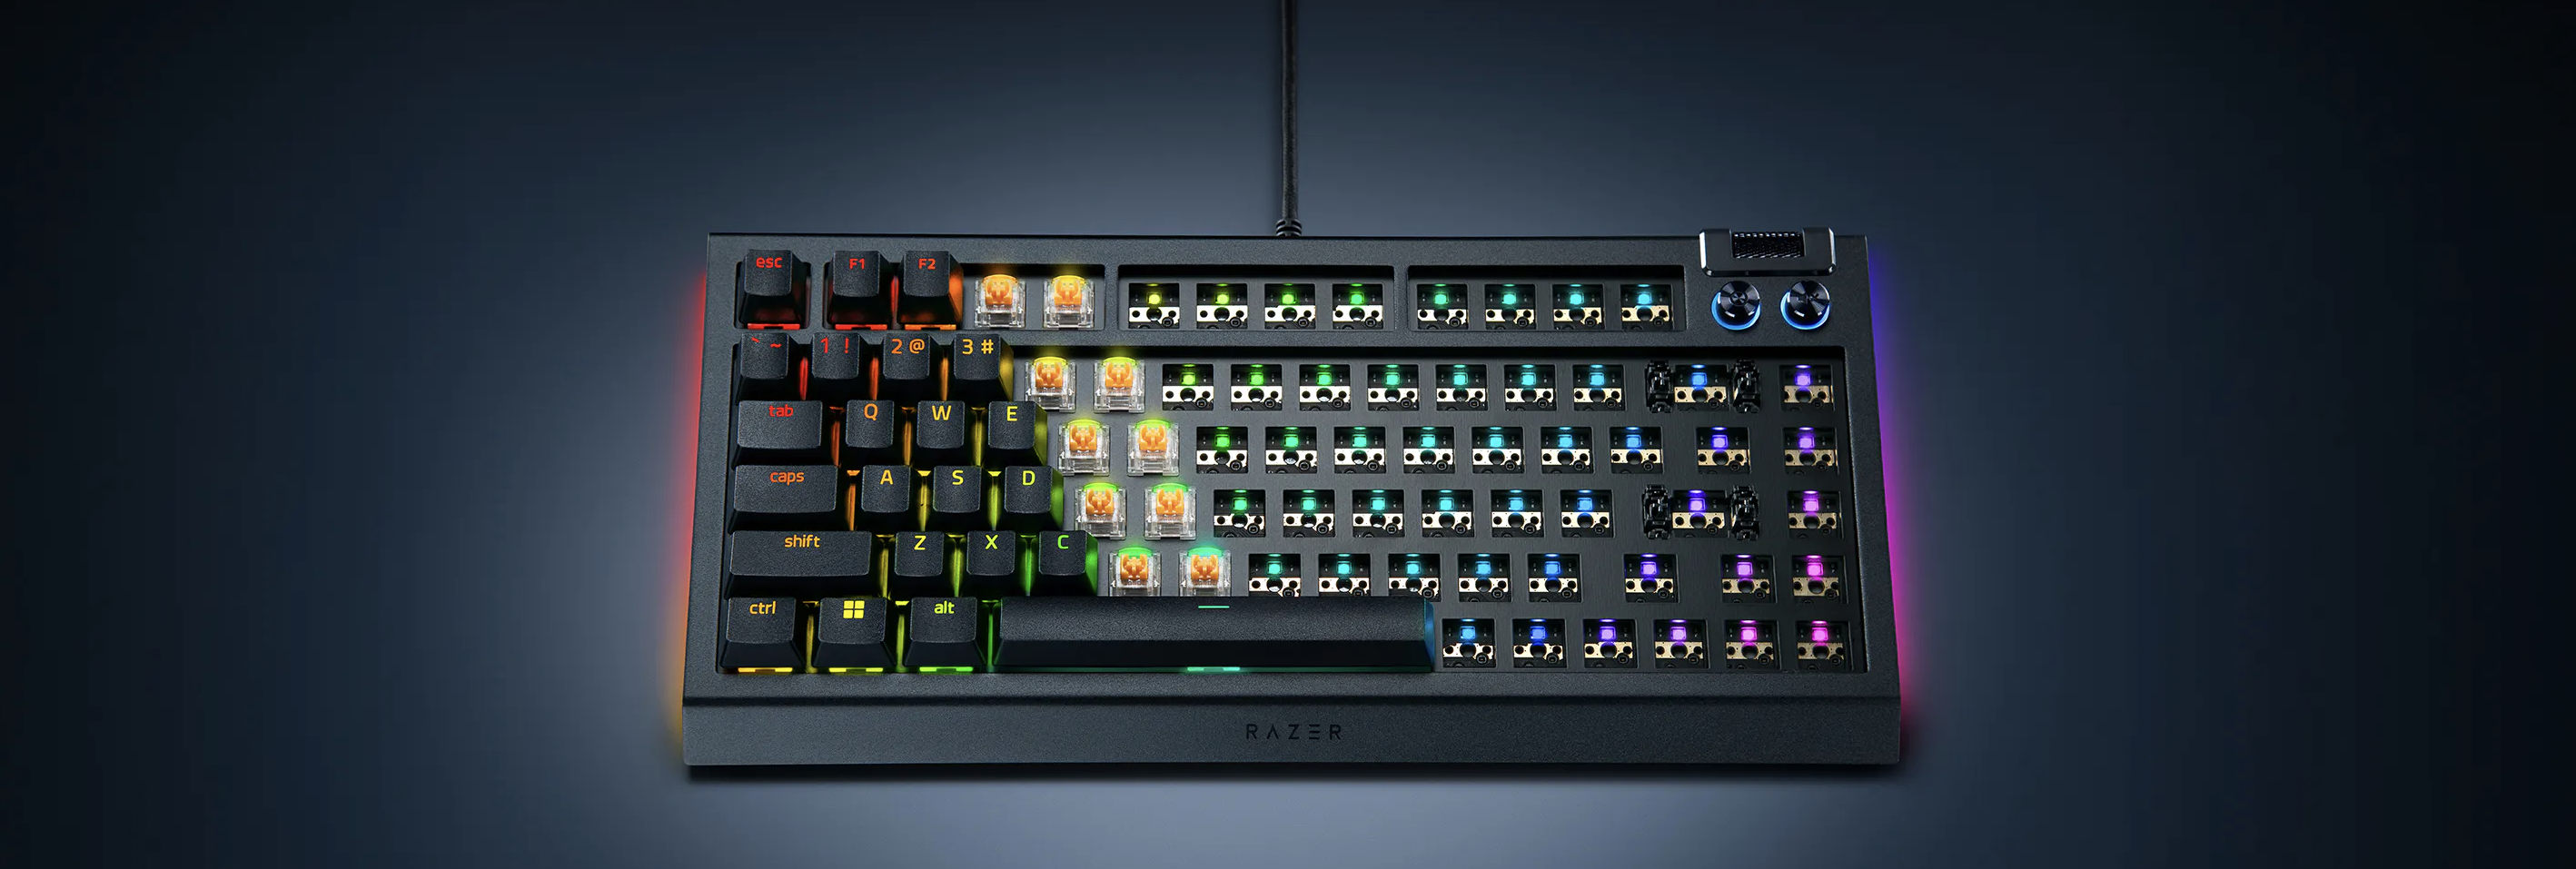 esc F1 F2
` ~ 1 ! 2 @ 3 #
tab Q W E
caps A S D
shift Z X C
ctrl alt
RAZER